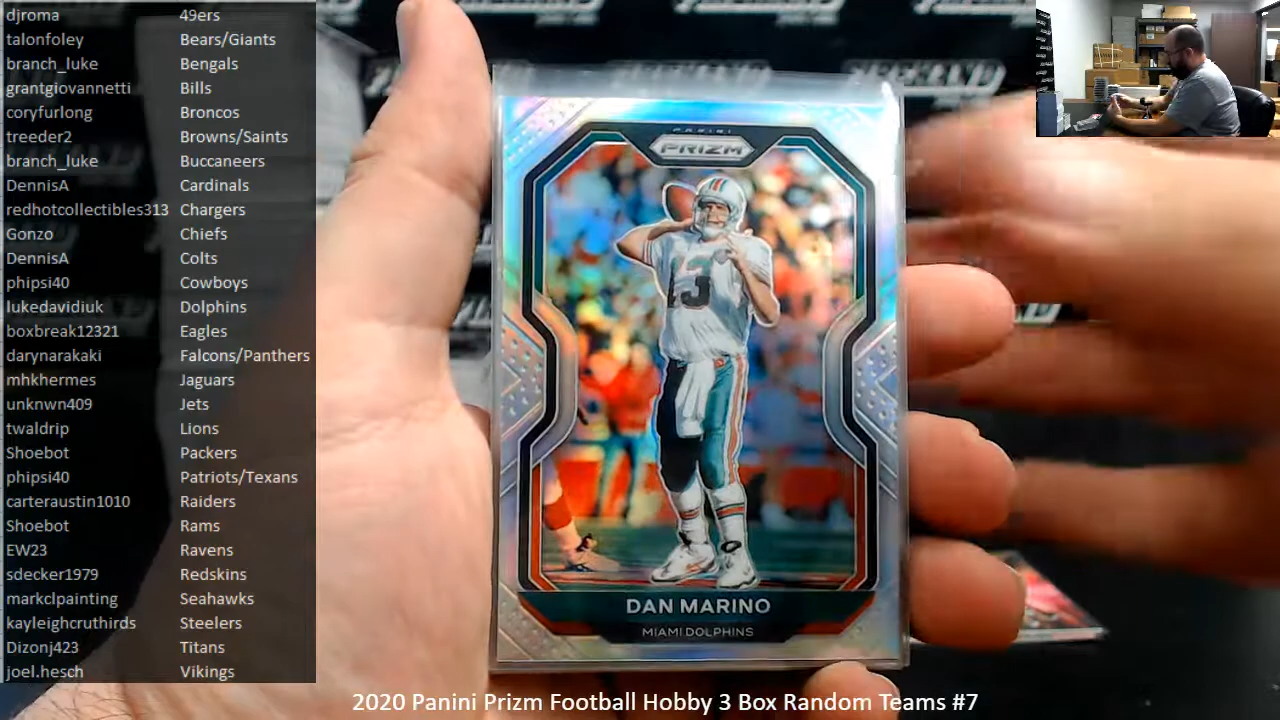 djroma 49ers
talonfoley Bears/Giants
branch_luke Bengals
grantgiovannetti Bills
coryfurlong Broncos
treeder2 Browns/Saints
branch_luke Buccaneers
DennisA Cardinals
redhotcollectibles313 Chargers
Gonzo Chiefs
DennisA Colts
phipsi40 Cowboys
lukedavidiuk Dolphins
boxbreak12321 Eagles
darynarakaki Falcons/Panthers
mhkhermes Jaguars
unknwn409 Jets
twaldrip Lions
Shoebot Packers
phipsi40 Patriots/Texans
carteraustin1010 Raiders
Shoebot Rams
EW23 Ravens
sdecker1979 Redskins
markclpainting Seahawks
kayleighcruthirds Steelers
Dizonj423 Titans
joel.hesch Vikings
PANINI
PRIZM
13
DAN MARINO
MIAMI DOLPHINS
2020 Panini Prizm Football Hobby 3 Box Random Teams #7